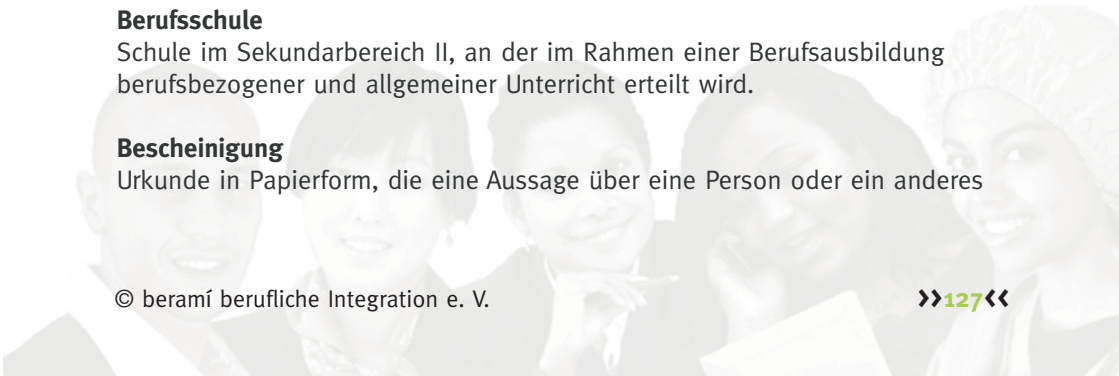 Berufsschule
Schule im Sekundarbereich II, an der im Rahmen einer Berufsausbildung
berufsbezogener und allgemeiner Unterricht erteilt wird.
Bescheinigung
Urkunde in Papierform, die eine Aussage über eine Person oder ein anderes
© beramí berufliche Integration e. V.
>>127<<